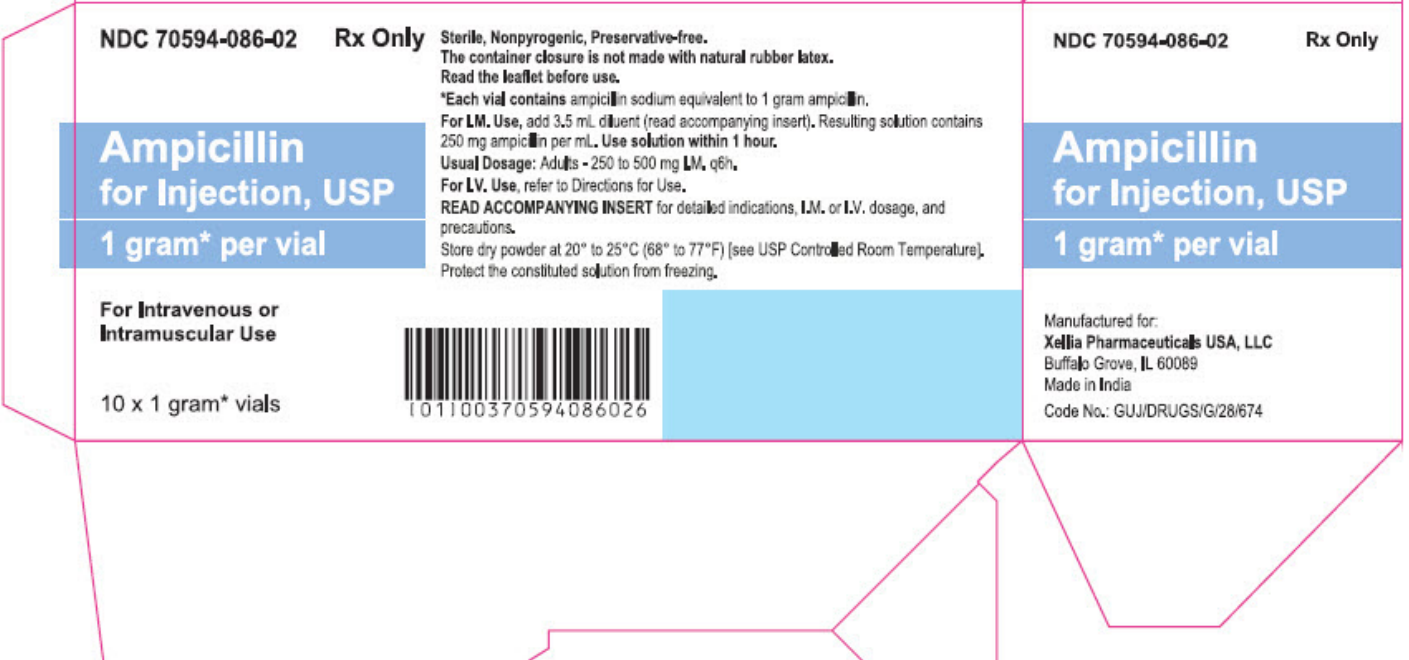 NDC 70594-086-02 Rx Only
Ampicillin
for Injection, USP
1 gram* per vial
For Intravenous or
Intramuscular Use
10 x 1 gram* vials
Sterile, Nonpyrogenic, Preservative-free.
The container closure is not made with natural rubber latex.
Read the leaflet before use.
*Each vial contains ampicillin sodium equivalent to 1 gram ampicillin.
For I.M. Use, add 3.5 mL diluent (read accompanying insert). Resulting solution contains
250 mg ampicillin per mL. Use solution within 1 hour.
Usual Dosage: Adults - 250 to 500 mg I.M. q6h.
For I.V. Use, refer to Directions for Use.
READ ACCOMPANYING INSERT for detailed indications, I.M. or I.V. dosage, and
precautions.
Store dry powder at 20° to 25°C (68° to 77°F) [see USP Controlled Room Temperature].
Protect the constituted solution from freezing.
(01)00370594086026
NDC 70594-086-02 Rx Only
Ampicillin
for Injection, USP
1 gram* per vial
Manufactured for:
Xellia Pharmaceuticals USA, LLC
Buffalo Grove, IL 60089
Made in India
Code No.: GUJ/DRUGS/G/28/674